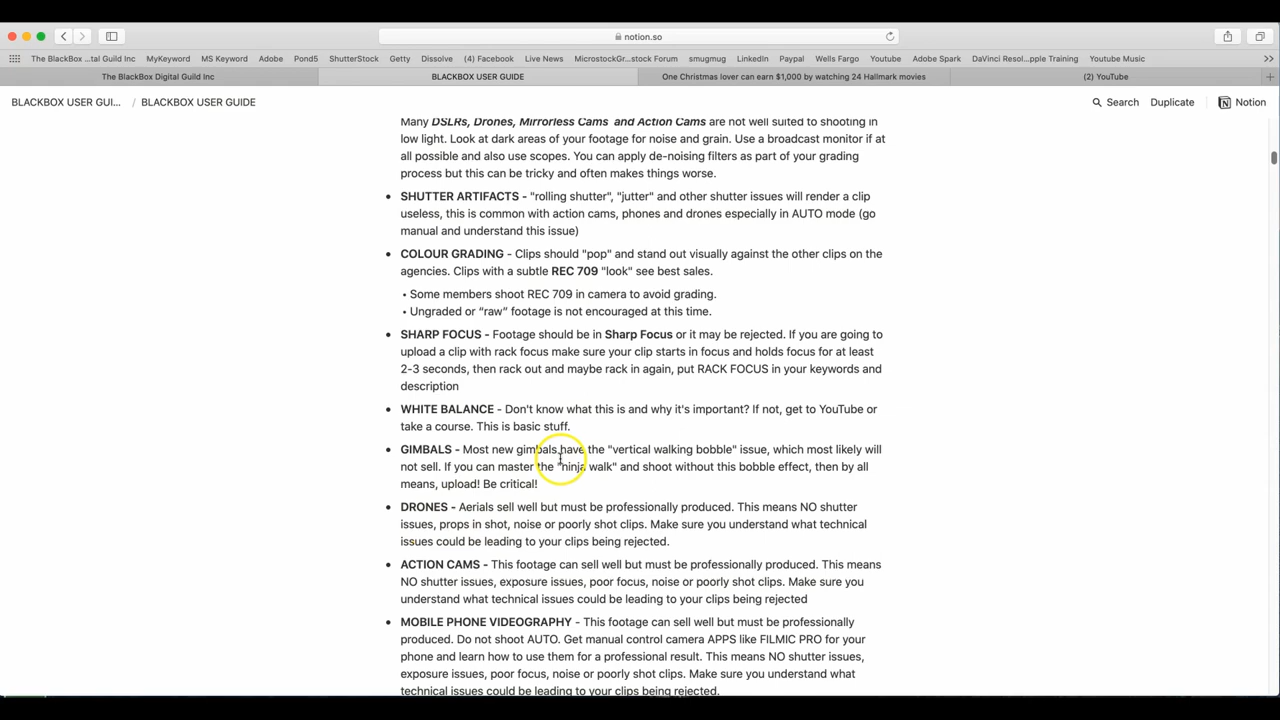 notion.so
The BlackBox ...tal Guild Inc MyKeyword MS Keyword Adobe Pond5 ShutterStock Getty Dissolve (4) Facebook Live News MicrostockGr...stock Forum smugmug LinkedIn Paypal Wells Fargo Youtube Adobe Spark DaVinci Resol...pple Training Youtube Music
The BlackBox Digital Guild Inc BLACKBOX USER GUIDE One Christmas lover can earn $1,000 by watching 24 Hallmark movies (2) YouTube
BLACKBOX USER GUI... / BLACKBOX USER GUIDE Search Duplicate Notion
Many DSLRs, Drones, Mirrorless Cams and Action Cams are not well suited to shooting in
low light. Look at dark areas of your footage for noise and grain. Use a broadcast monitor if at
all possible and also use scopes. You can apply de-noising filters as part of your grading
process but this can be tricky and often makes things worse.
• SHUTTER ARTIFACTS - "rolling shutter", "jutter" and other shutter issues will render a clip
useless, this is common with action cams, phones and drones especially in AUTO mode (go
manual and understand this issue)
• COLOUR GRADING - Clips should "pop" and stand out visually against the other clips on the
agencies. Clips with a subtle REC 709 "look" see best sales.
• Some members shoot REC 709 in camera to avoid grading.
• Ungraded or “raw” footage is not encouraged at this time.
• SHARP FOCUS - Footage should be in Sharp Focus or it may be rejected. If you are going to
upload a clip with rack focus make sure your clip starts in focus and holds focus for at least
2-3 seconds, then rack out and maybe rack in again, put RACK FOCUS in your keywords and
description
• WHITE BALANCE - Don't know what this is and why it's important? If not, get to YouTube or
take a course. This is basic stuff.
• GIMBALS - Most new gimbals have the "vertical walking bobble" issue, which most likely will
not sell. If you can master the "ninja walk" and shoot without this bobble effect, then by all
means, upload! Be critical!
• DRONES - Aerials sell well but must be professionally produced. This means NO shutter
issues, props in shot, noise or poorly shot clips. Make sure you understand what technical
issues could be leading to your clips being rejected.
• ACTION CAMS - This footage can sell well but must be professionally produced. This means
NO shutter issues, exposure issues, poor focus, noise or poorly shot clips. Make sure you
understand what technical issues could be leading to your clips being rejected
• MOBILE PHONE VIDEOGRAPHY - This footage can sell well but must be professionally
produced. Do not shoot AUTO. Get manual control camera APPS like FILMIC PRO for your
phone and learn how to use them for a professional result. This means NO shutter issues,
exposure issues, poor focus, noise or poorly shot clips. Make sure you understand what
technical issues could be leading to your clips being rejected.